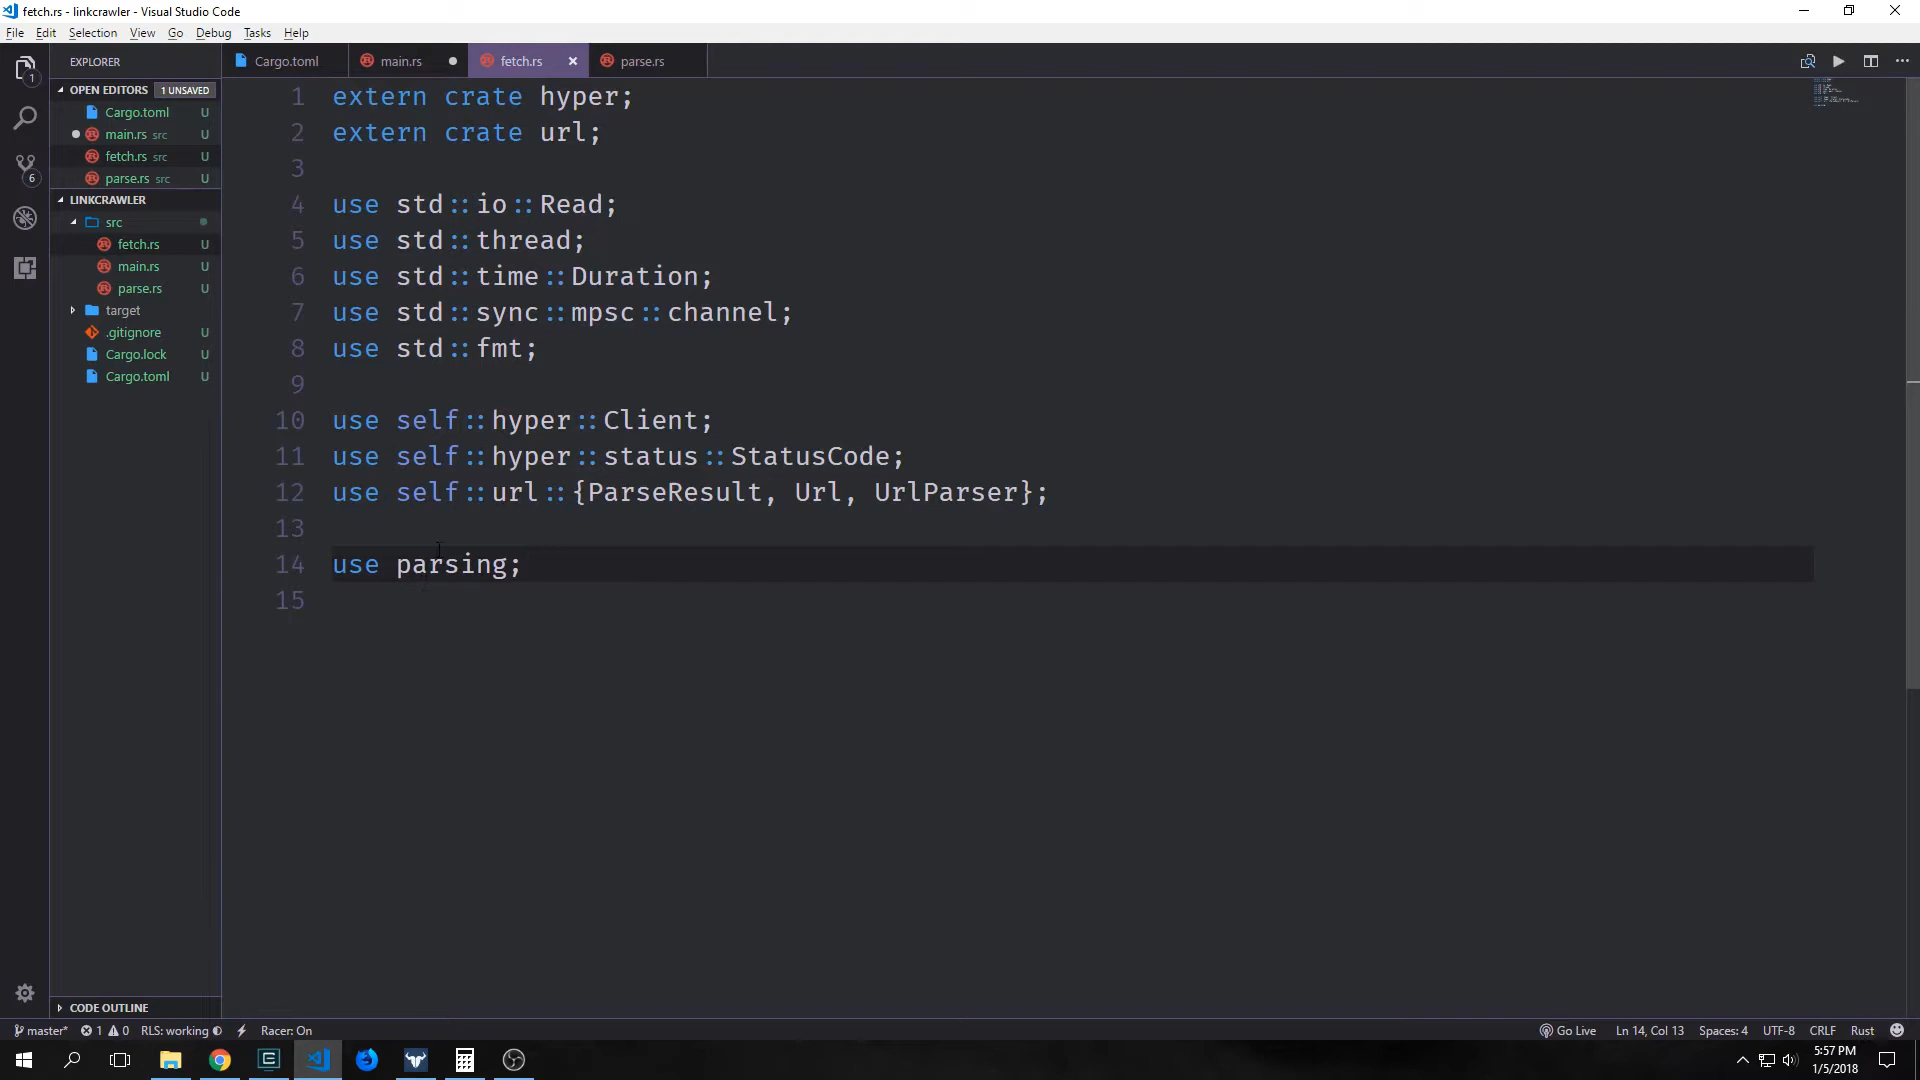 fetch.rs - linkcrawler - Visual Studio Code
File Edit Selection View Go Debug Tasks Help
EXPLORER
OPEN EDITORS 1 UNSAVED
Cargo.toml U
main.rs src U
fetch.rs src U
parse.rs src U
LINKCRAWLER
src
fetch.rs U
main.rs U
parse.rs U
target
.gitignore U
Cargo.lock U
Cargo.toml U
CODE OUTLINE
1
6
Cargo.toml main.rs fetch.rs parse.rs
1 extern crate hyper;
2 extern crate url;
3
4 use std::io::Read;
5 use std::thread;
6 use std::time::Duration;
7 use std::sync::mpsc::channel;
8 use std::fmt;
9
10 use self::hyper::Client;
11 use self::hyper::status::StatusCode;
12 use self::url::{ParseResult, Url, UrlParser};
13
14 use parsing;
15
master* 1 0 RLS: working Racer: On Go Live Ln 14, Col 13 Spaces: 4 UTF-8 CRLF Rust
5:57 PM
1/5/2018